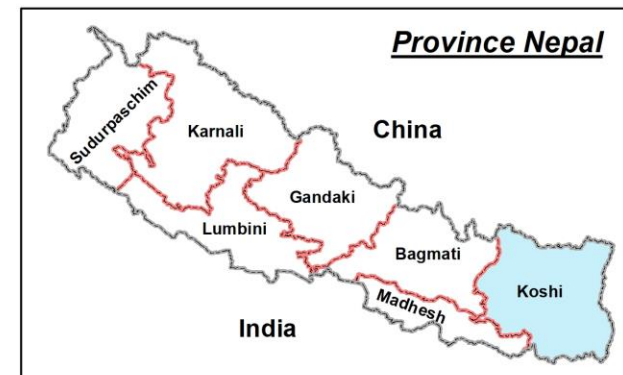 Province Nepal
China
Sudurpaschim
Karnali
Gandaki
Lumbini
Bagmati
Koshi
Madhesh
India